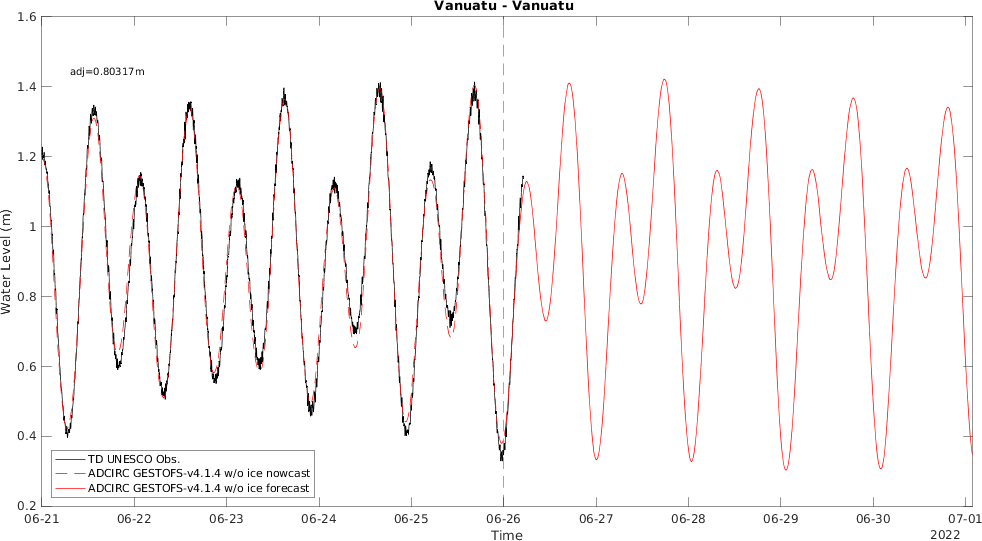 Vanuatu - Vanuatu
1.6
1.4
1.2
1
0.8
0.6
0.4
0.2
Water Level (m)
adj=0.80317m
TD UNESCO Obs.
ADCIRC GESTOFS-v4.1.4 w/o ice nowcast
ADCIRC GESTOFS-v4.1.4 w/o ice forecast
06-21 06-22 06-23 06-24 06-25 06-26 06-27 06-28 06-29 06-30 07-01
Time
2022